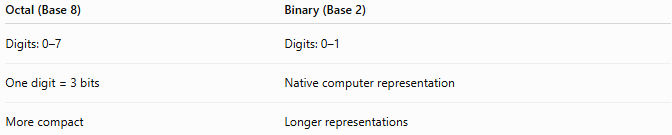 Octal (Base 8) Binary (Base 2)
Digits: 0–7 Digits: 0–1
One digit = 3 bits Native computer representation
More compact Longer representations